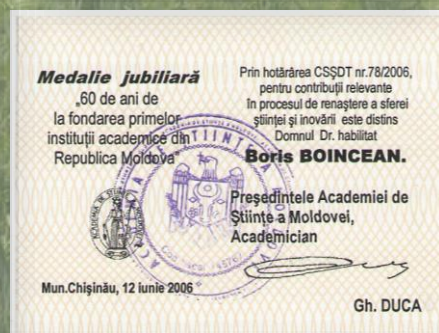 Medalie jubiliară
„60 de ani de
la fondarea primelor
instituții academice din
Republica Moldova"
Prin hotărârea CSȘDT nr.78/2006,
pentru contribuții relevante
în procesul de renaștere a sferei
științei și inovării este distins
Domnul Dr. habilitat
Boris BOINCEAN.
Președintele Academiei de
Științe a Moldovei,
Academician
Mun.Chișinău, 12 iunie 2006
Gh. DUCA